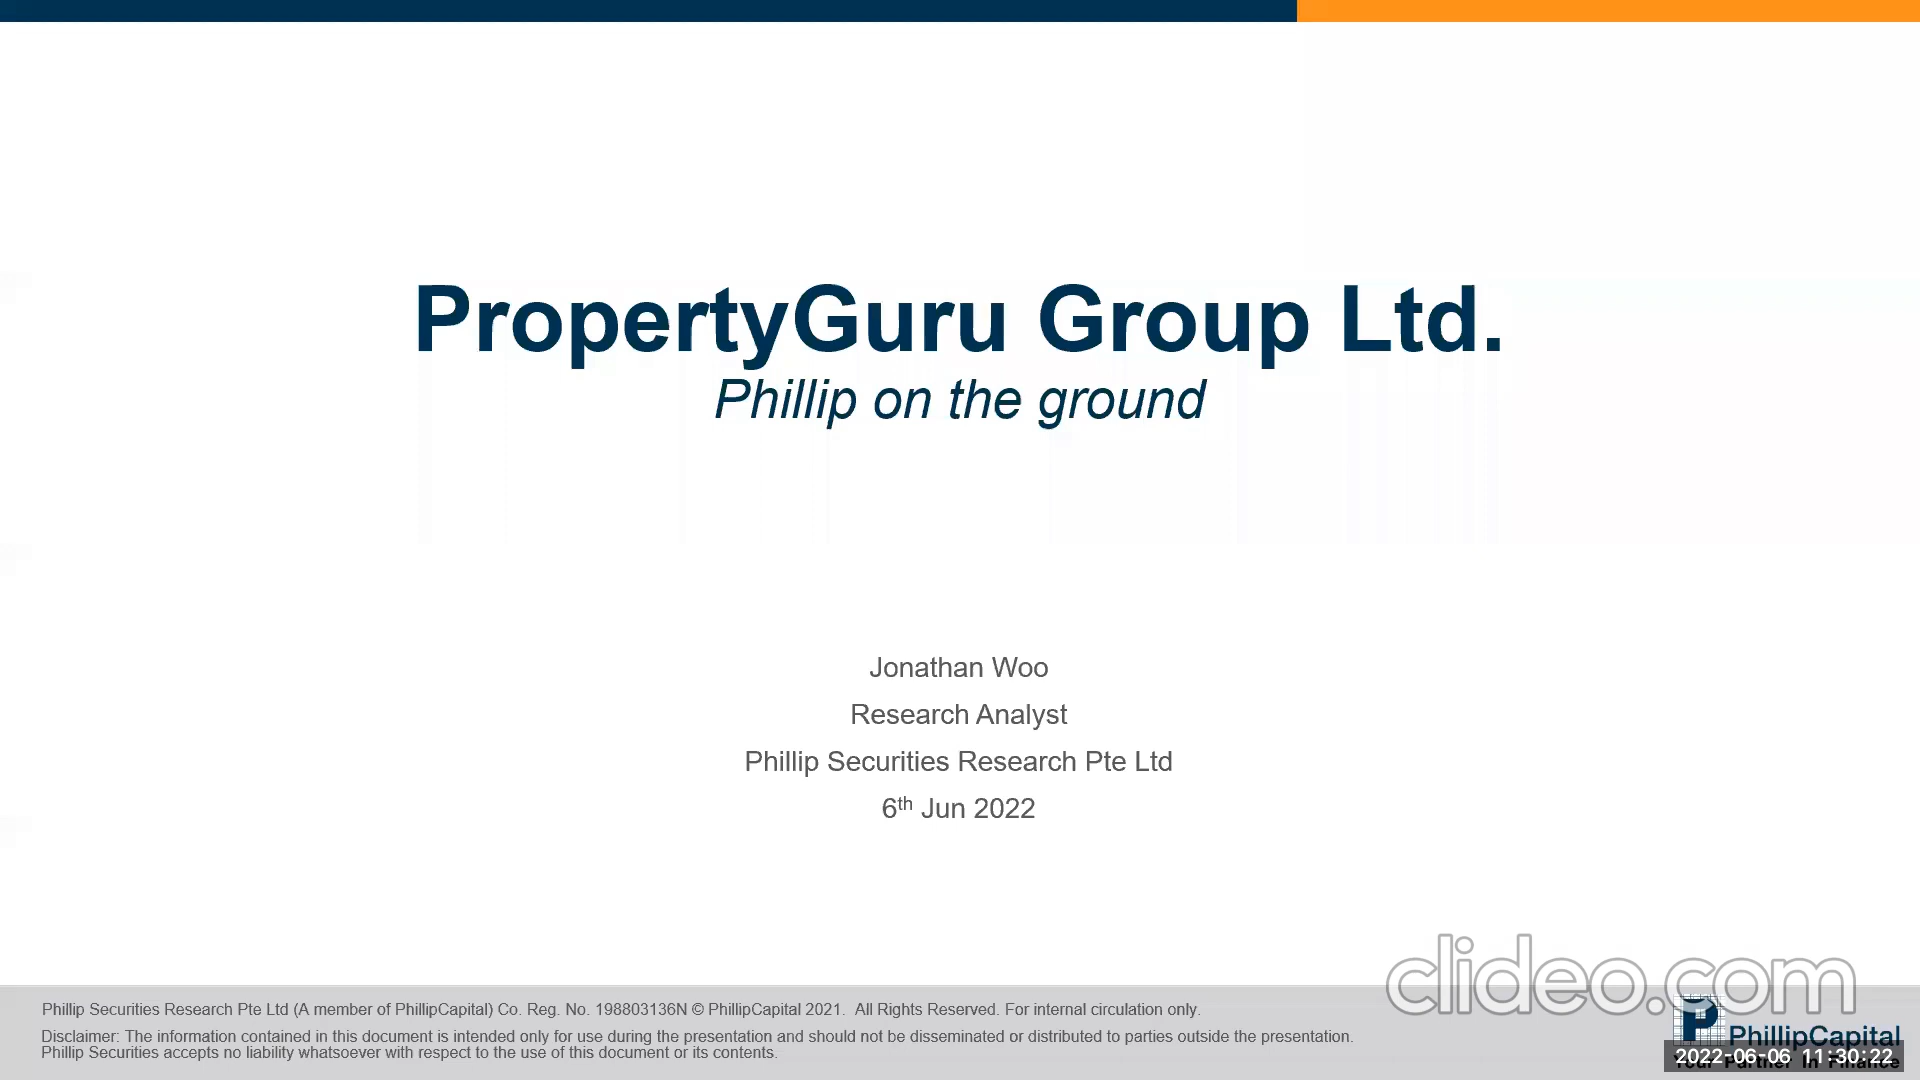 PropertyGuru Group Ltd.
Phillip on the ground
Jonathan Woo
Research Analyst
Phillip Securities Research Pte Ltd
6th Jun 2022
clideo.com
Phillip Securities Research Pte Ltd (A member of PhillipCapital) Co. Reg. No. 198803136N © PhillipCapital 2021.  All Rights Reserved. For internal circulation only.
Disclaimer: The information contained in this document is intended only for use during the presentation and should not be disseminated or distributed to parties outside the presentation.
Phillip Securities accepts no liability whatsoever with respect to the use of this document or its contents.
PhillipCapital
Your Partner In Finance
2022-06-06 11:30:22